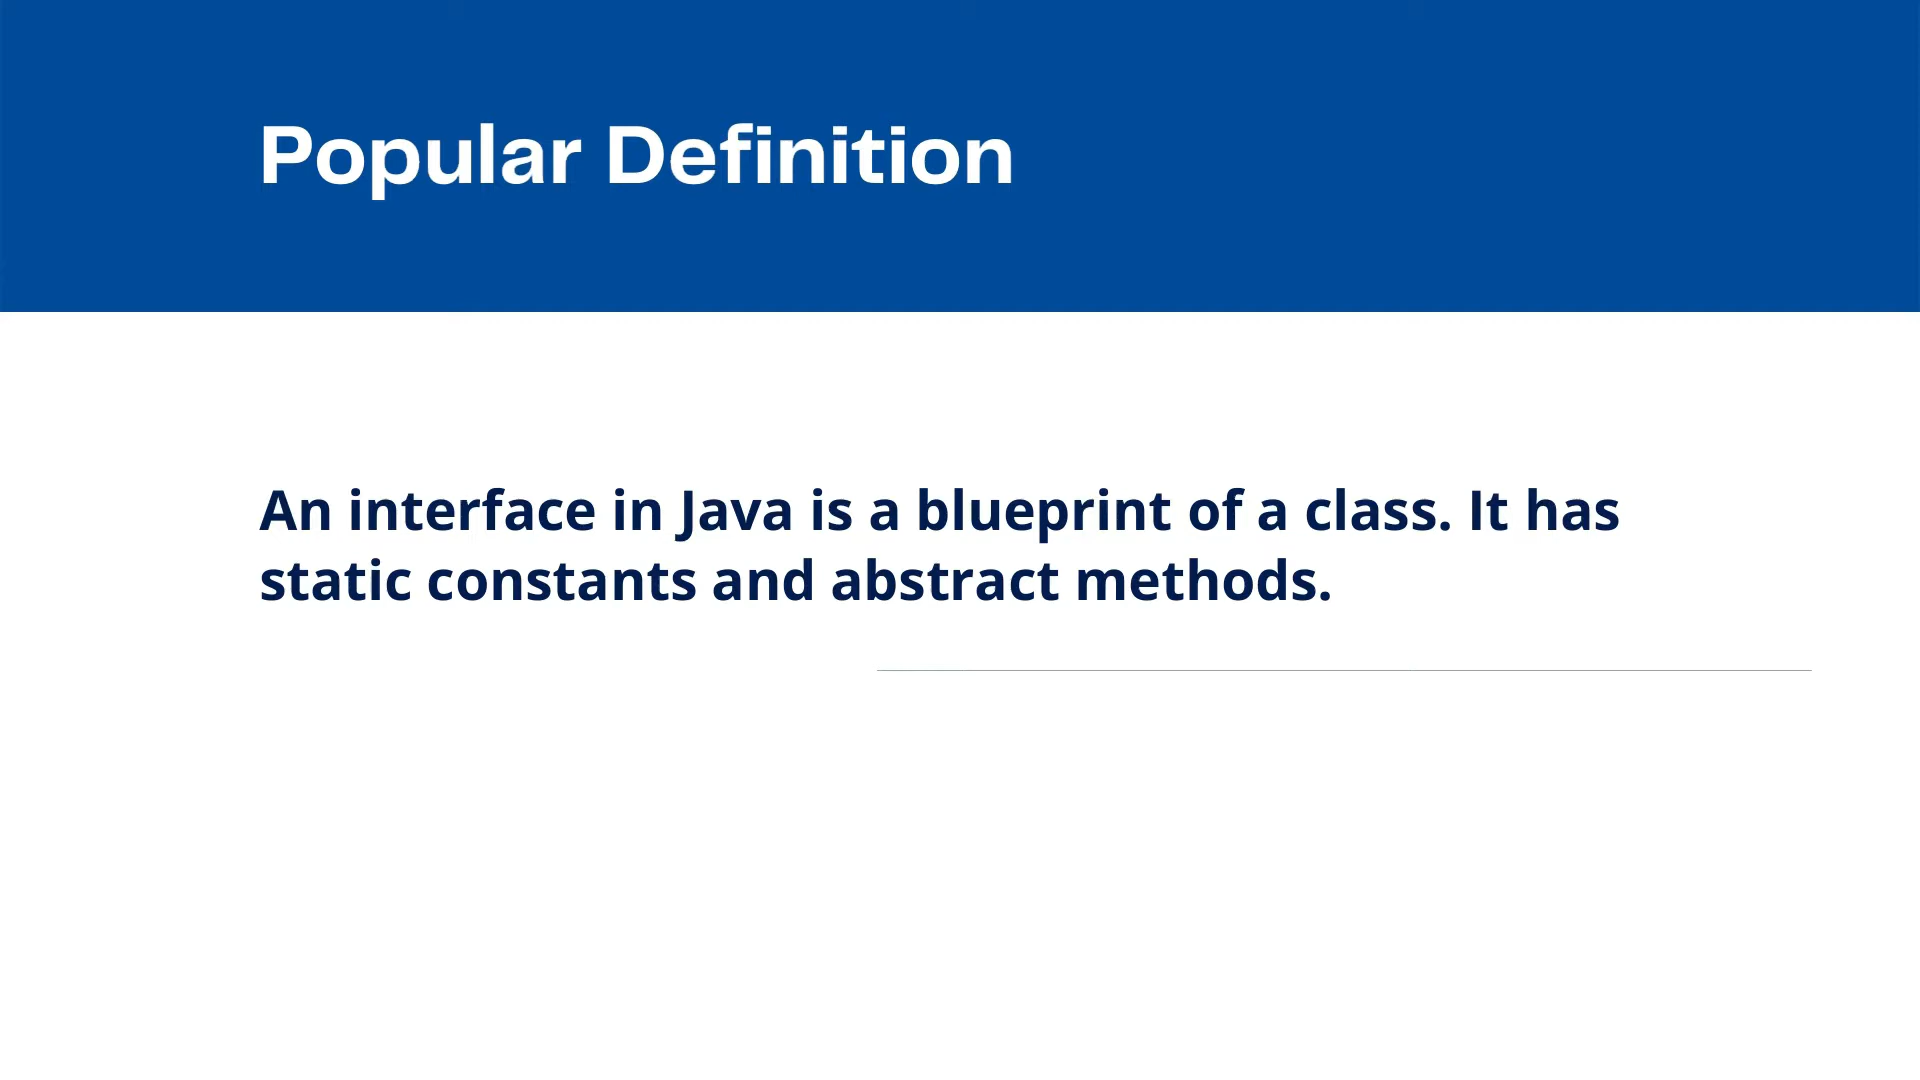 Popular Definition
An interface in Java is a blueprint of a class. It has
static constants and abstract methods.